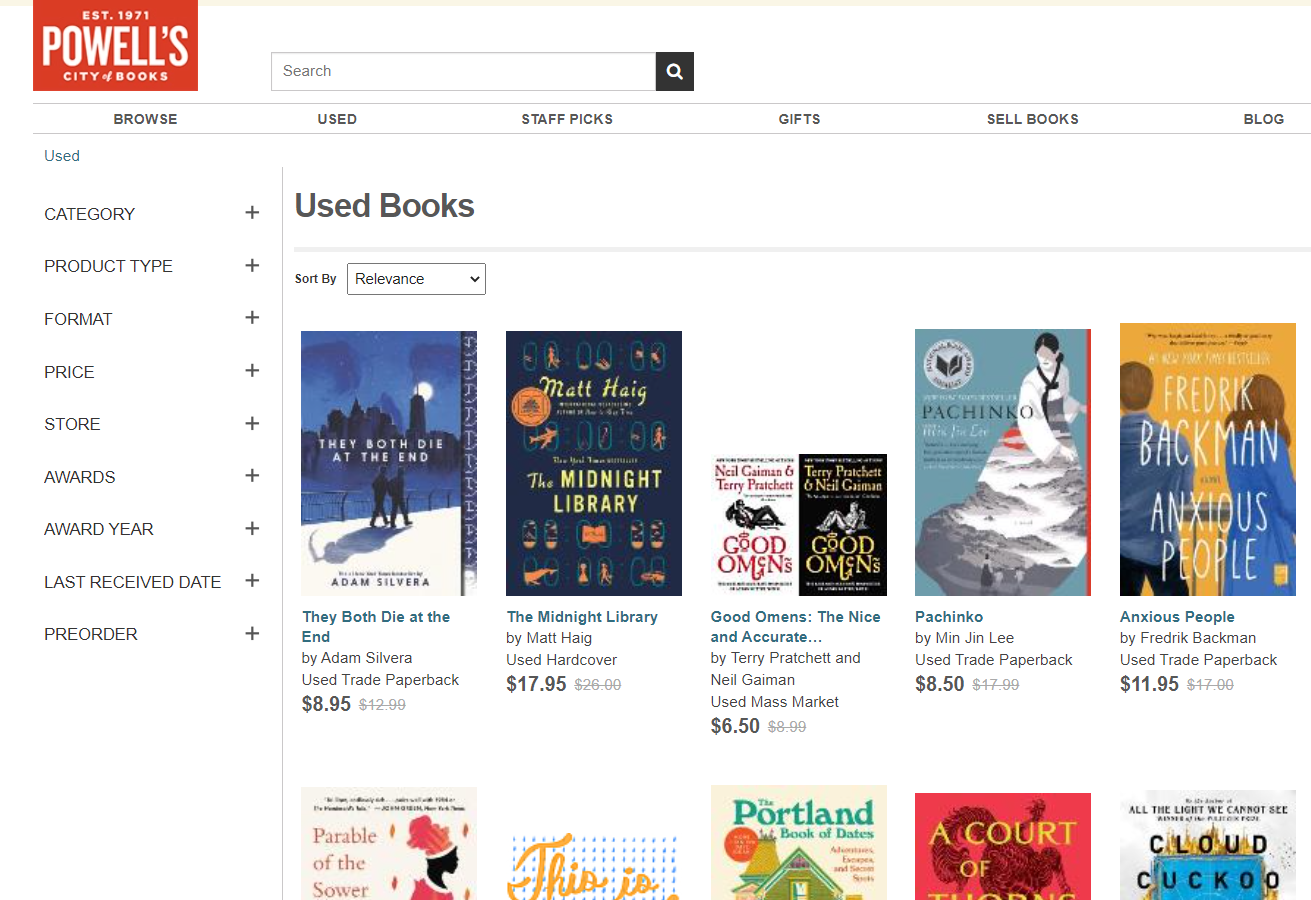 EST. 1971
POWELL'S
CITY of BOOKS
Search
BROWSE
USED
STAFF PICKS
GIFTS
SELL BOOKS
BLOG
Used
CATEGORY
PRODUCT TYPE
FORMAT
PRICE
STORE
AWARDS
AWARD YEAR
LAST RECEIVED DATE
PREORDER
Used Books
Sort By Relevance
THEY BOTH DIE
AT THE END
ADAM SILVERA
They Both Die at the
End
by Adam Silvera
Used Trade Paperback
$8.95 $12.99
Matt Haig
The MIDNIGHT
LIBRARY
The Midnight Library
by Matt Haig
Used Hardcover
$17.95 $26.00
Neil Gaiman &
Terry Pratchett
GOOD
OMENS
Terry Pratchett
& Neil Gaiman
GOOD
OMENS
Good Omens: The Nice
and Accurate...
by Terry Pratchett and
Neil Gaiman
Used Mass Market
$6.50 $8.99
NATIONAL BOOK AWARD
PACHINKO
Min Jin Lee
Pachinko
by Min Jin Lee
Used Trade Paperback
$8.50 $17.99
#1 NEW YORK TIMES BESTSELLER
FREDRIK
BACKMAN
ANXIOUS
PEOPLE
Anxious People
by Fredrik Backman
Used Trade Paperback
$11.95 $17.00
Parable
of the
Sower
This is
The
Portland
Book of Dates
Adventures,
Escapes,
and Secret
Spots
A COURT
OF
THORNS
ALL THE LIGHT WE CANNOT SEE
CLOUD
CUCKOO